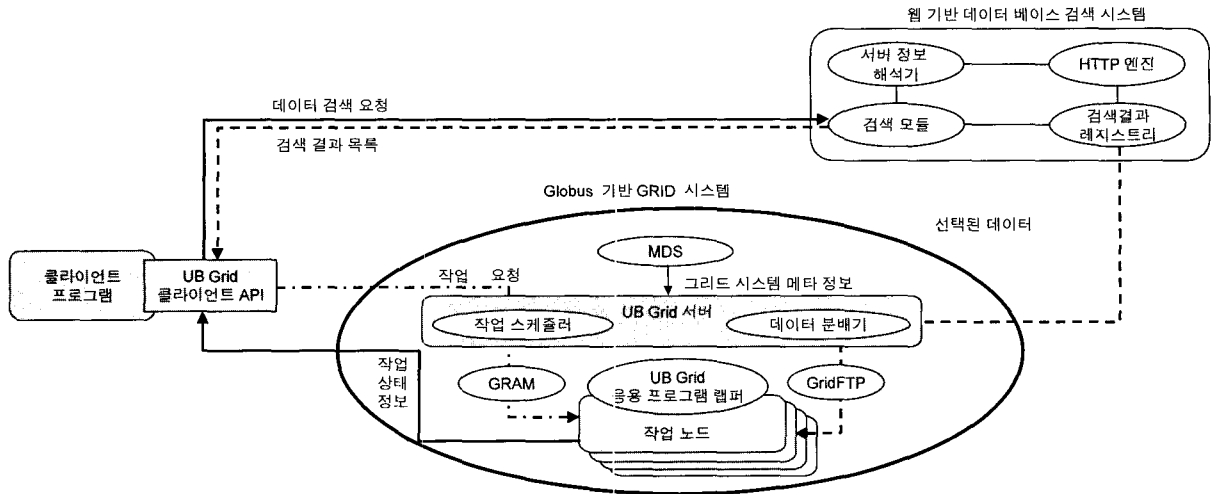 웹 기반 데이터 베이스 검색 시스템
서버 정보
해석기
HTTP 엔진
데이터 검색 요청
검색 모듈
검색결과
레지스트리
검색 결과 목록
Globus 기반 GRID 시스템
선택된 데이터
MDS
클라이언트
프로그램
UB Grid
클라이언트 API
작업 요청
그리드 시스템 메타 정보
UB Grid 서버
작업 스케쥴러
데이터 분배기
작업
상태
정보
GRAM
UB Grid
응용 프로그램 랩퍼
GridFTP
작업 노드